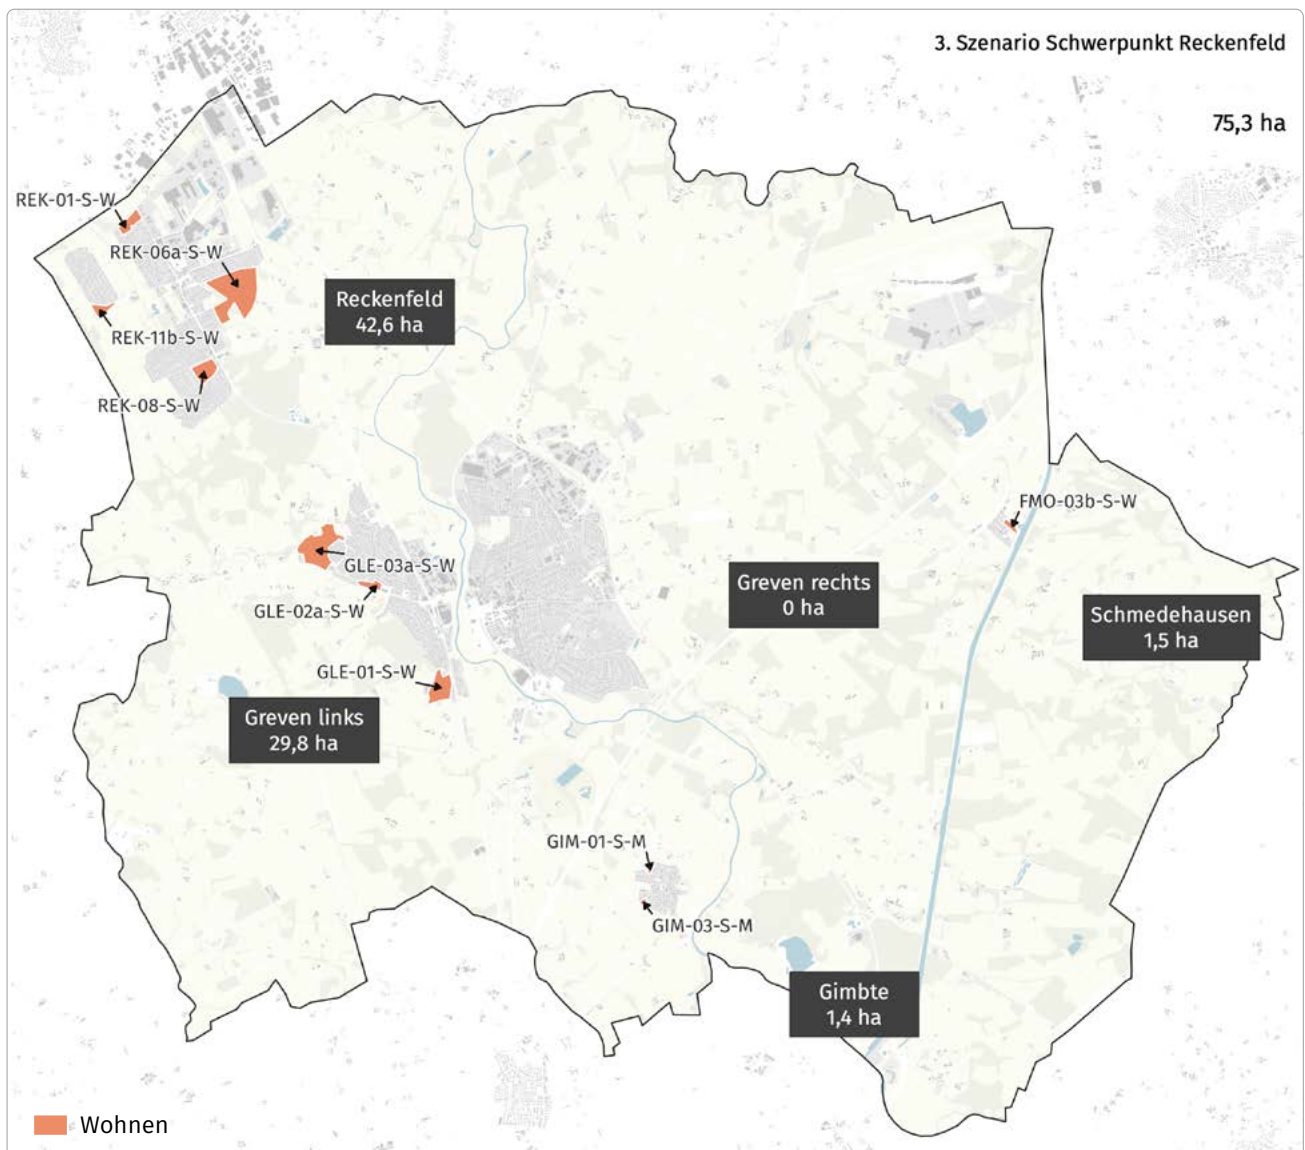 3. Szenario Schwerpunkt Reckenfeld
75,3 ha
REK-01-S-W
REK-06a-S-W
Reckenfeld
42,6 ha
REK-11b-S-W
REK-08-S-W
FMO-03b-S-W
GLE-03a-S-W
Greven rechts
0 ha
GLE-02a-S-W
Schmedehausen
1,5 ha
GLE-01-S-W
Greven links
29,8 ha
GIM-01-S-M
GIM-03-S-M
Gimbte
1,4 ha
Wohnen